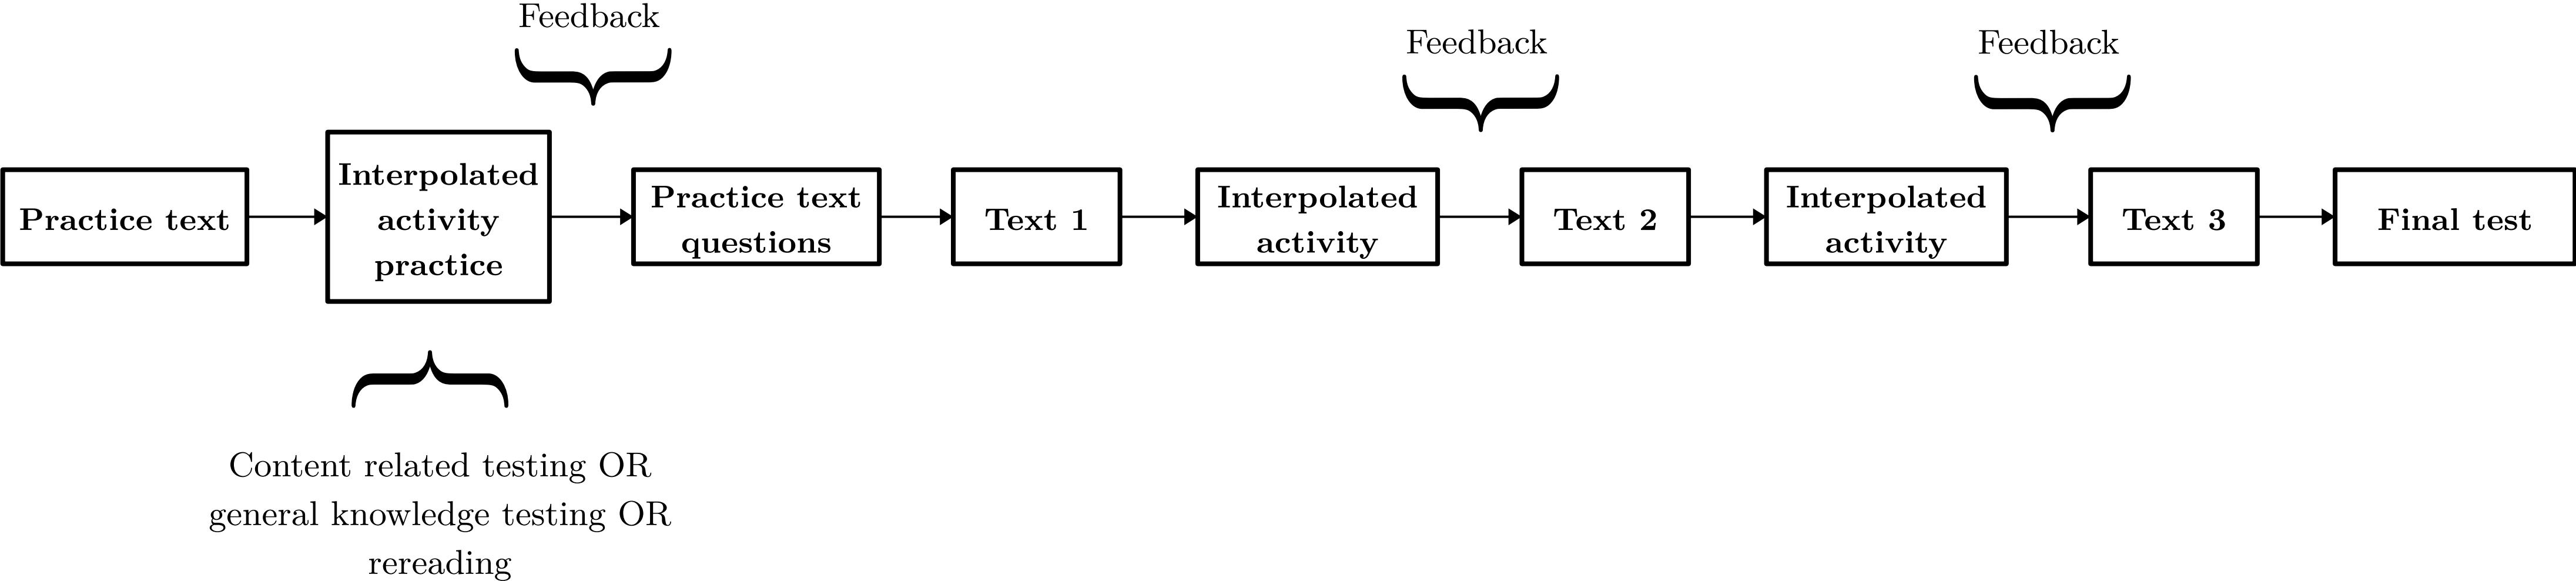 Feedback
Feedback
Feedback
Practice text
Interpolated
activity
practice
Practice text
questions
Text 1
Interpolated
activity
Text 2
Interpolated
activity
Text 3
Final test
Content related testing OR
general knowledge testing OR
rereading